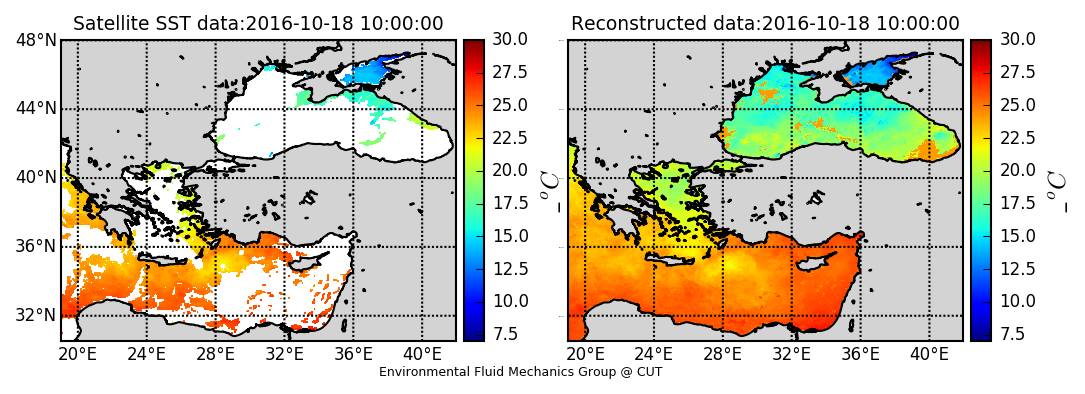 Satellite SST data:2016-10-18 10:00:00
48°N
44°N
40°N
36°N
32°N
20°E 24°E 28°E 32°E 36°E 40°E
30.0
27.5
25.0
22.5
20.0
17.5
15.0
12.5
10.0
7.5
_°C
Reconstructed data:2016-10-18 10:00:00
20°E 24°E 28°E 32°E 36°E 40°E
30.0
27.5
25.0
22.5
20.0
17.5
15.0
12.5
10.0
7.5
_°C
Environmental Fluid Mechanics Group @ CUT